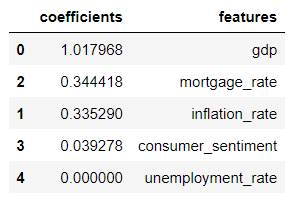 coefficients features
0 1.017968 gdp
2 0.344418 mortgage_rate
1 0.335290 inflation_rate
3 0.039278 consumer_sentiment
4 0.000000 unemployment_rate